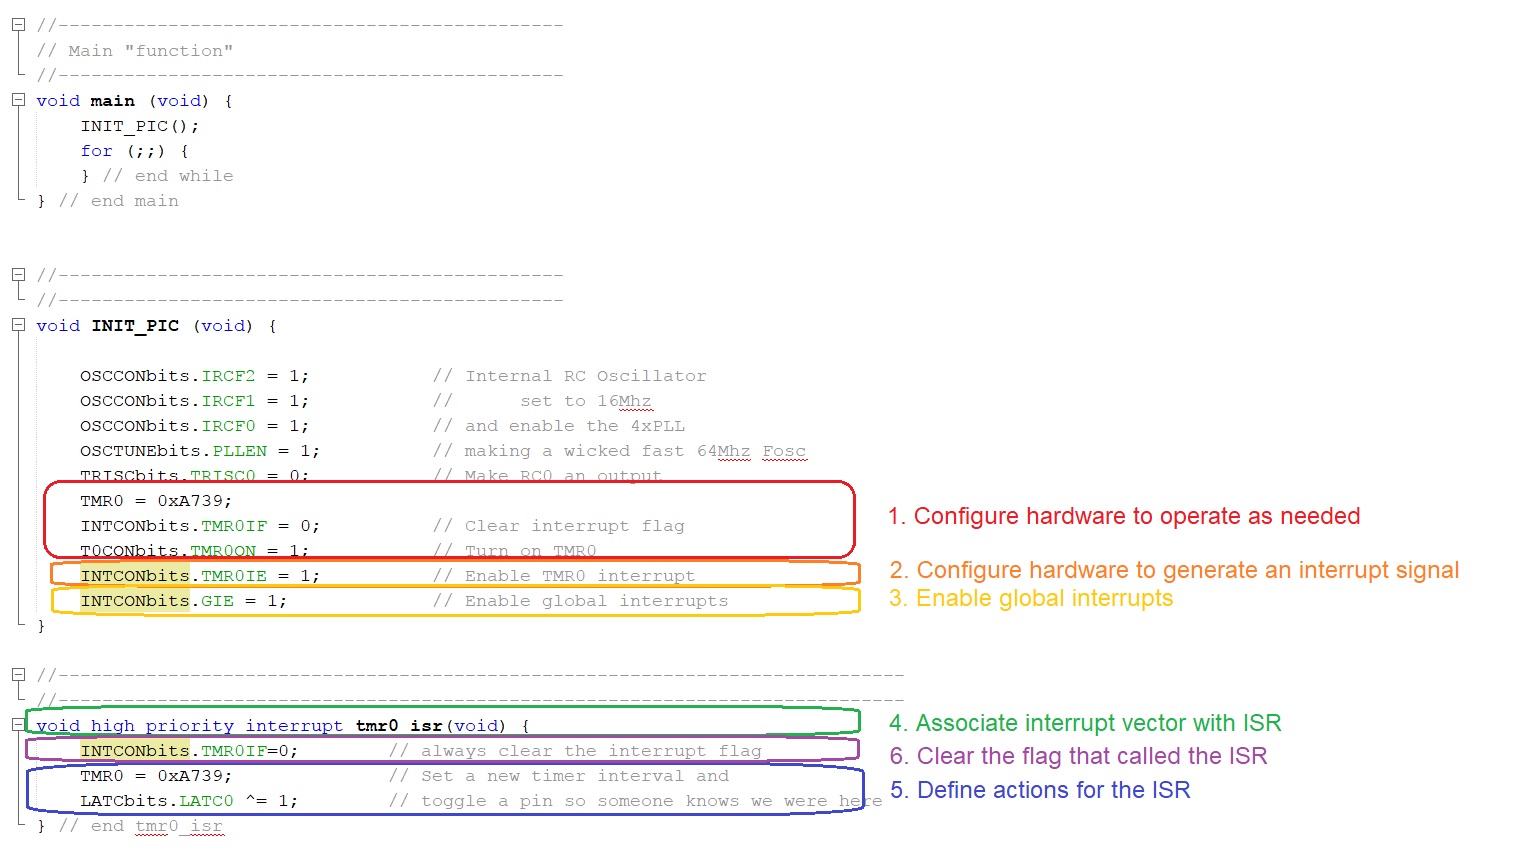 //----------------------------------------------
// Main "function"
//----------------------------------------------
void main (void) {
INIT_PIC();
for (;;) {
} // end while
} // end main
//----------------------------------------------
//----------------------------------------------
void INIT_PIC (void) {
OSCCONbits.IRCF2 = 1; // Internal RC Oscillator
OSCCONbits.IRCF1 = 1; // set to 16Mhz
OSCCONbits.IRCF0 = 1; // and enable the 4xPLL
OSCTUNEbits.PLLEN = 1; // making a wicked fast 64Mhz Fosc
TRISCbits.TRISC0 = 0; // Make RC0 an output
TMR0 = 0xA739;
INTCONbits.TMR0IF = 0; // Clear interrupt flag
1. Configure hardware to operate as needed
T0CONbits.TMR0ON = 1; // Turn on TMR0
INTCONbits.TMR0IE = 1; // Enable TMR0 interrupt
2. Configure hardware to generate an interrupt signal
INTCONbits.GIE = 1; // Enable global interrupts
3. Enable global interrupts
}
//-----------------------------------------------------------------------------
//-----------------------------------------------------------------------------
void high_priority interrupt tmr0_isr(void) {
4. Associate interrupt vector with ISR
INTCONbits.TMR0IF=0; // always clear the interrupt flag
6. Clear the flag that called the ISR
TMR0 = 0xA739; // Set a new timer interval and
LATCbits.LATC0 ^= 1; // toggle a pin so someone knows we were here
5. Define actions for the ISR
} // end tmr0_isr